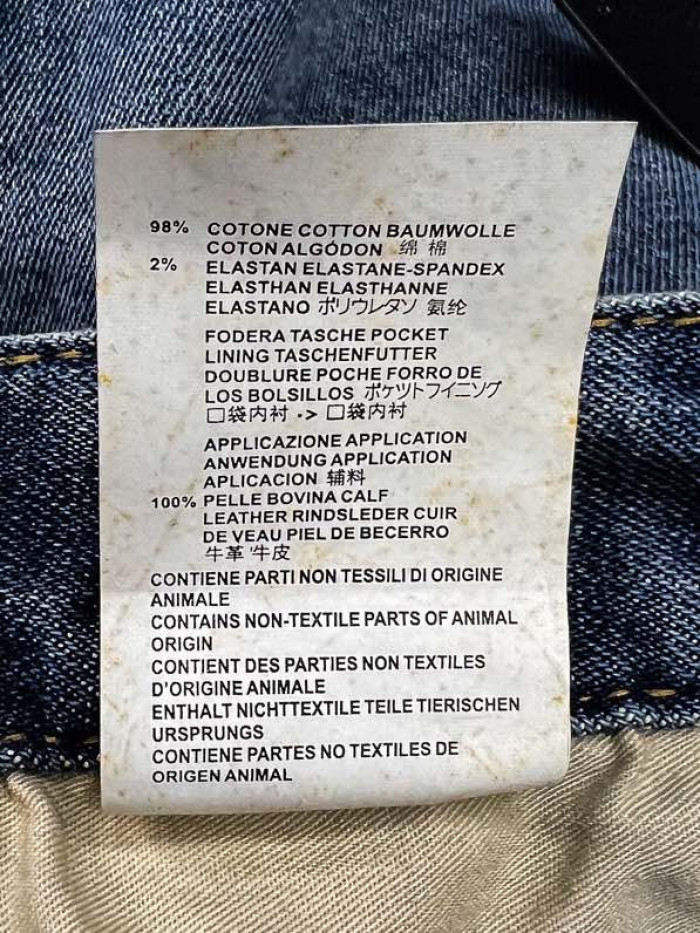 98% COTONE COTTON BAUMWOLLE
COTON ALGÓDON 绵 棉
2% ELASTAN ELASTANE-SPANDEX
ELASTHAN ELASTHANNE
ELASTANO ポリウレタン 氨纶
FODERA TASCHE POCKET
LINING TASCHENFUTTER
DOUBLURE POCHE FORRO DE
LOS BOLSILLOS ポケツトフイニソグ
口袋内衬 -> 口袋内衬
APPLICAZIONE APPLICATION
ANWENDUNG APPLICATION
APLICACION 辅料
100% PELLE BOVINA CALF
LEATHER RINDSLEDER CUIR
DE VEAU PIEL DE BECERRO
牛革 '牛皮
CONTIENE PARTI NON TESSILI DI ORIGINE
ANIMALE
CONTAINS NON-TEXTILE PARTS OF ANIMAL
ORIGIN
CONTIENT DES PARTIES NON TEXTILES
D'ORIGINE ANIMALE
ENTHALT NICHTTEXTILE TEILE TIERISCHEN
URSPRUNGS
CONTIENE PARTES NO TEXTILES DE
ORIGEN ANIMAL